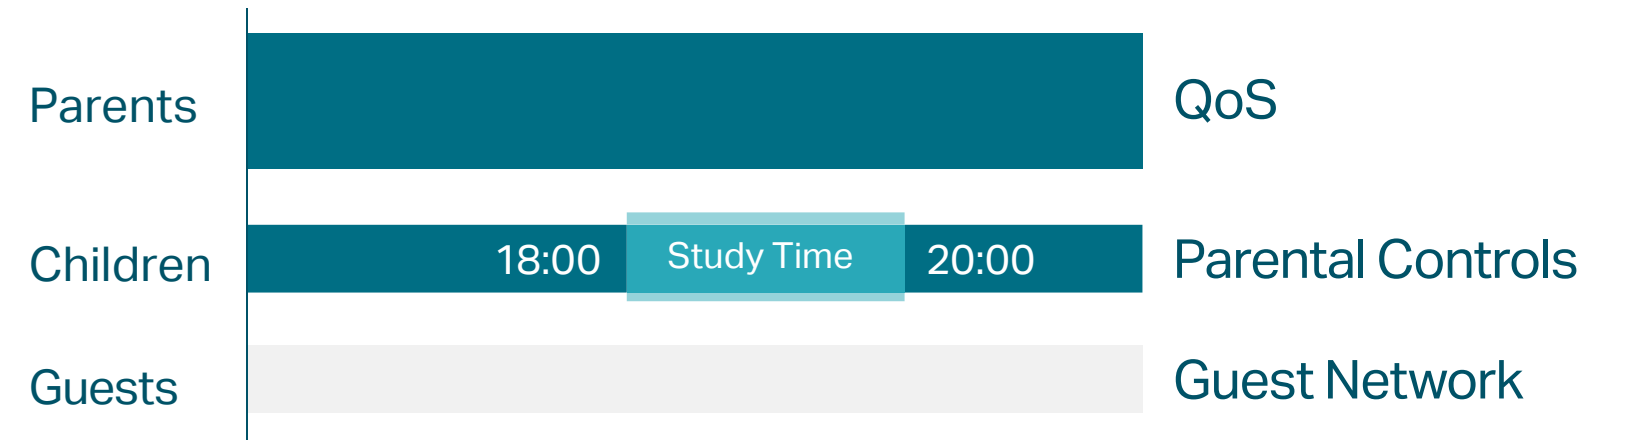 Parents
QoS
Children
18:00
Study Time
20:00
Parental Controls
Guests
Guest Network